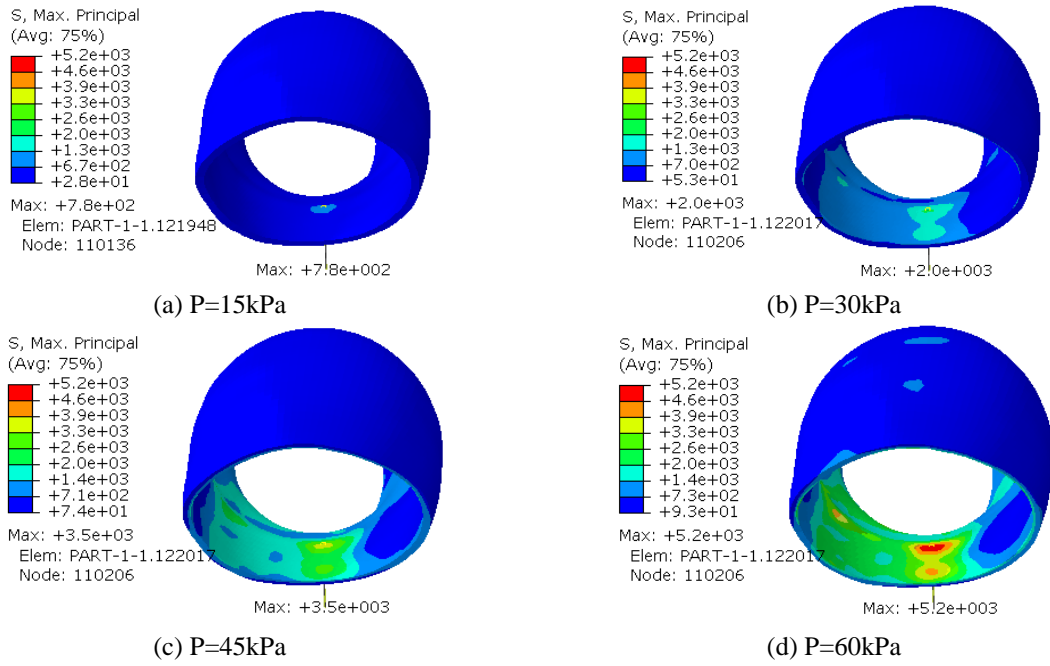 S, Max. Principal
(Avg: 75%)
+5.2e+03
+4.6e+03
+3.9e+03
+3.3e+03
+2.6e+03
+2.0e+03
+1.3e+03
+6.7e+02
+2.8e+01
Max: +7.8e+02
Elem: PART-1-1.121948
Node: 110136
Max: +7.8e+002
(a) P=15kPa
S, Max. Principal
(Avg: 75%)
+5.2e+03
+4.6e+03
+3.9e+03
+3.3e+03
+2.6e+03
+2.0e+03
+1.3e+03
+7.0e+02
+5.3e+01
Max: +2.0e+03
Elem: PART-1-1.122017
Node: 110206
Max: +2.0e+003
(b) P=30kPa
S, Max. Principal
(Avg: 75%)
+5.2e+03
+4.6e+03
+3.9e+03
+3.3e+03
+2.6e+03
+2.0e+03
+1.4e+03
+7.1e+02
+7.4e+01
Max: +3.5e+03
Elem: PART-1-1.122017
Node: 110206
Max: +3.5e+003
(c) P=45kPa
S, Max. Principal
(Avg: 75%)
+5.2e+03
+4.6e+03
+3.9e+03
+3.3e+03
+2.6e+03
+2.0e+03
+1.4e+03
+7.3e+02
+9.3e+01
Max: +5.2e+03
Elem: PART-1-1.122017
Node: 110206
Max: +5.2e+003
(d) P=60kPa